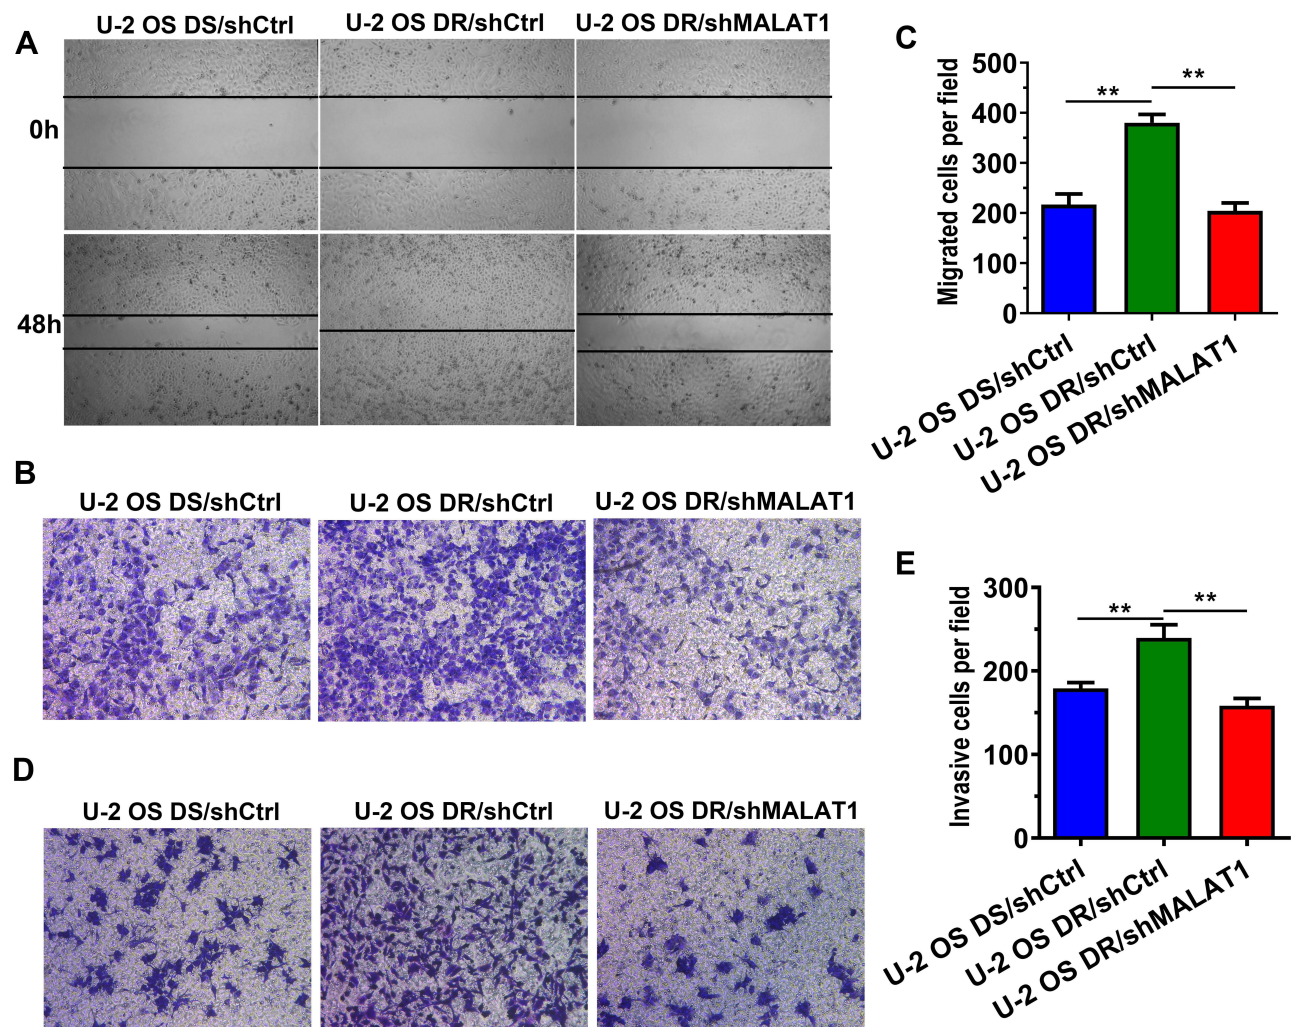 A
U-2 OS DS/shCtrl
U-2 OS DR/shCtrl
U-2 OS DR/shMALAT1
0h
48h
B
U-2 OS DS/shCtrl
U-2 OS DR/shCtrl
U-2 OS DR/shMALAT1
D
U-2 OS DS/shCtrl
U-2 OS DR/shCtrl
U-2 OS DR/shMALAT1
C
Migrated cells per field
500
400
300
200
100
0
**
**
U-2 OS DS/shCtrl
U-2 OS DR/shCtrl
U-2 OS DR/shMALAT1
E
Invasive cells per field
300
200
100
0
**
**
U-2 OS DS/shCtrl
U-2 OS DR/shCtrl
U-2 OS DR/shMALAT1